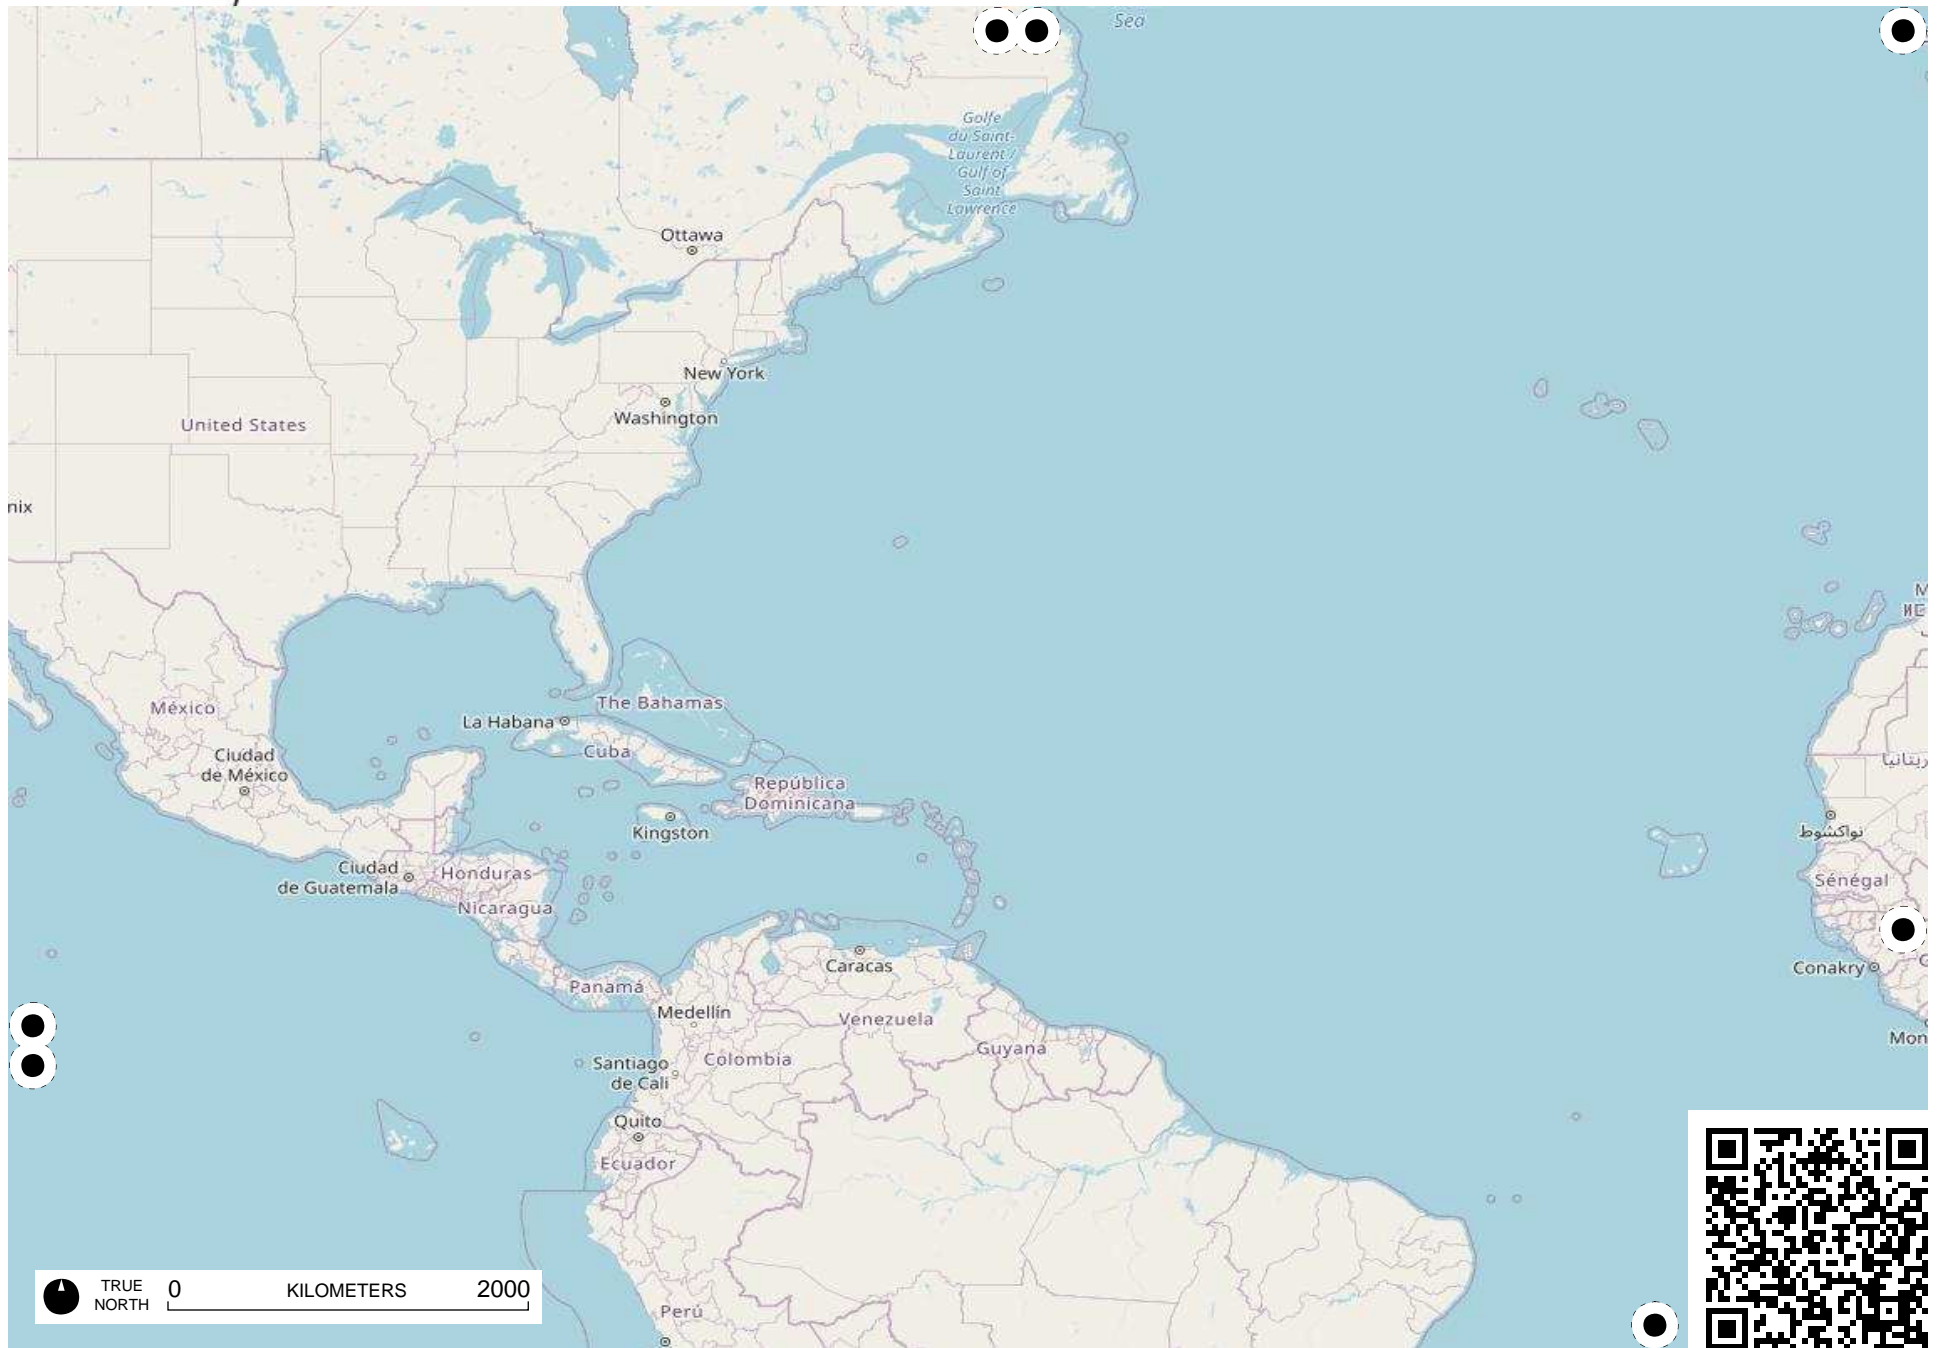 Sea
Golfe
du Saint-
Laurent /
Gulf of
Saint
Lawrence
Ottawa
New York
Washington
United States
nix
México
Ciudad
de México
La Habana
The Bahamas
Cuba
República
Dominicana
Kingston
Ciudad
de Guatemala
Honduras
Nicaragua
نواكشوط
Sénégal
Conakry
Mon
Caracas
Panamá
Medellín
Venezuela
Guyana
Colombia
Santiago
de Cali
Quito
Ecuador
Perú
TRUE
NORTH
0 KILOMETERS 2000